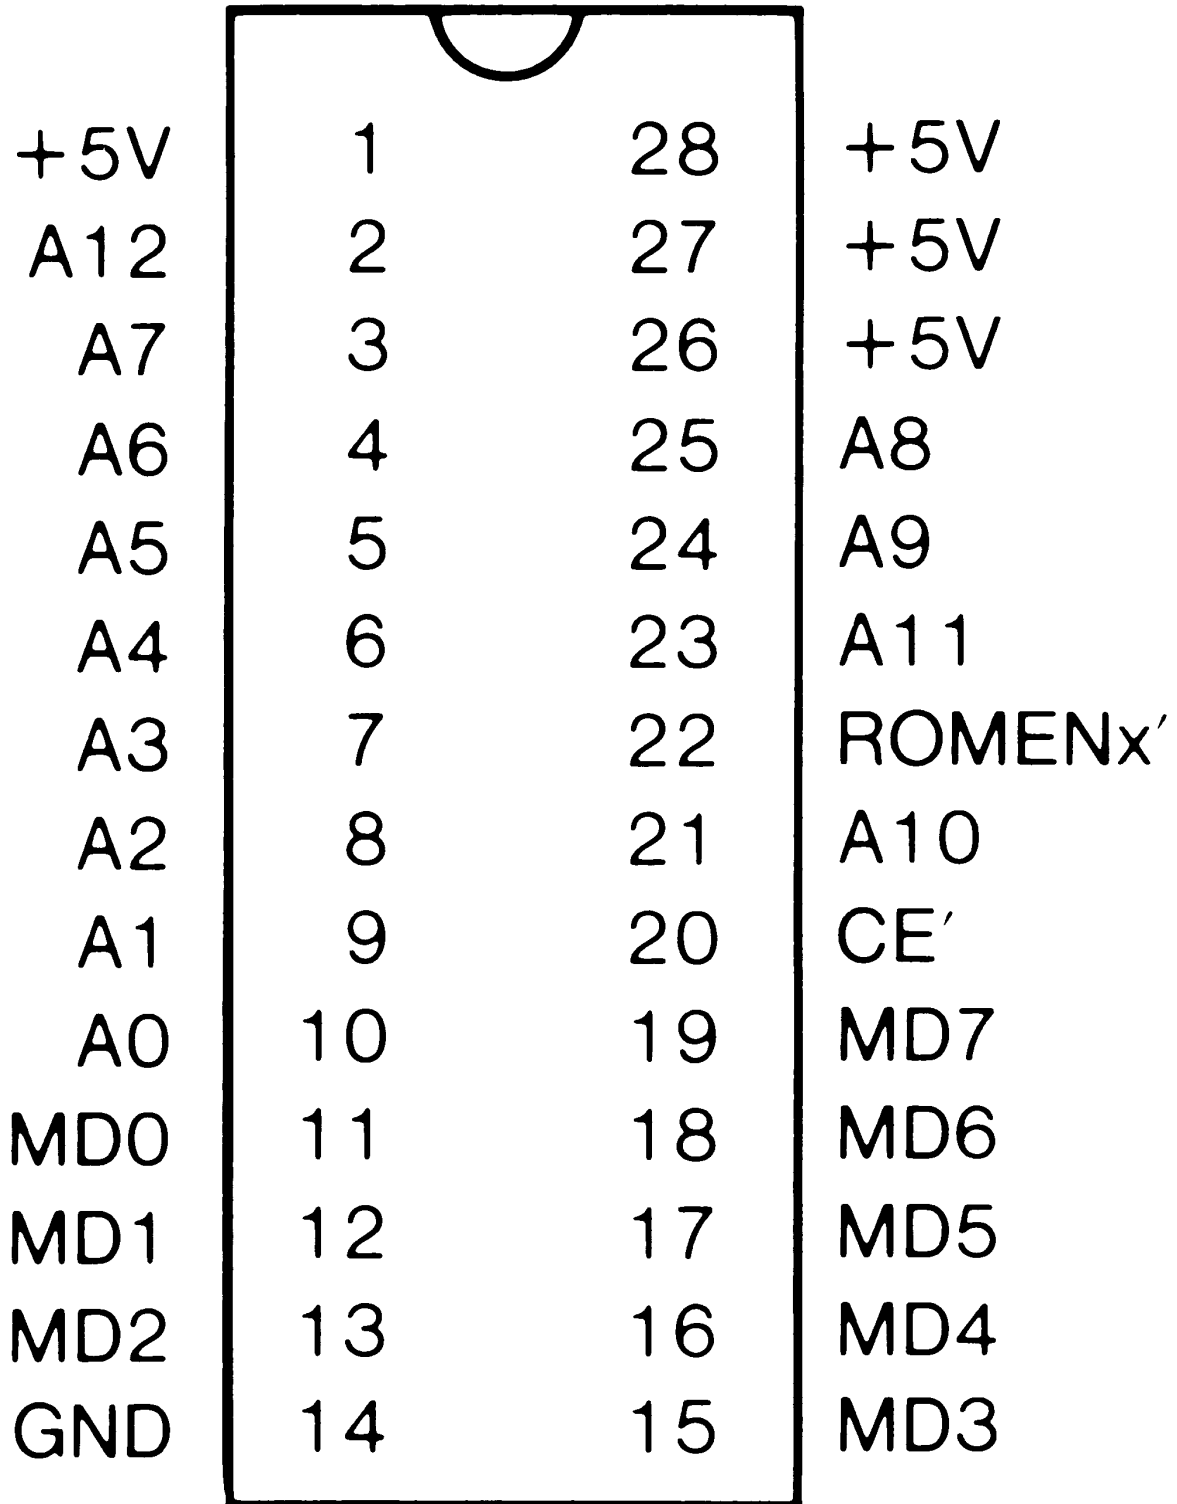 +5V 1 28 +5V
A12 2 27 +5V
A7 3 26 +5V
A6 4 25 A8
A5 5 24 A9
A4 6 23 A11
A3 7 22 ROMENx′
A2 8 21 A10
A1 9 20 CE′
A0 10 19 MD7
MD0 11 18 MD6
MD1 12 17 MD5
MD2 13 16 MD4
GND 14 15 MD3